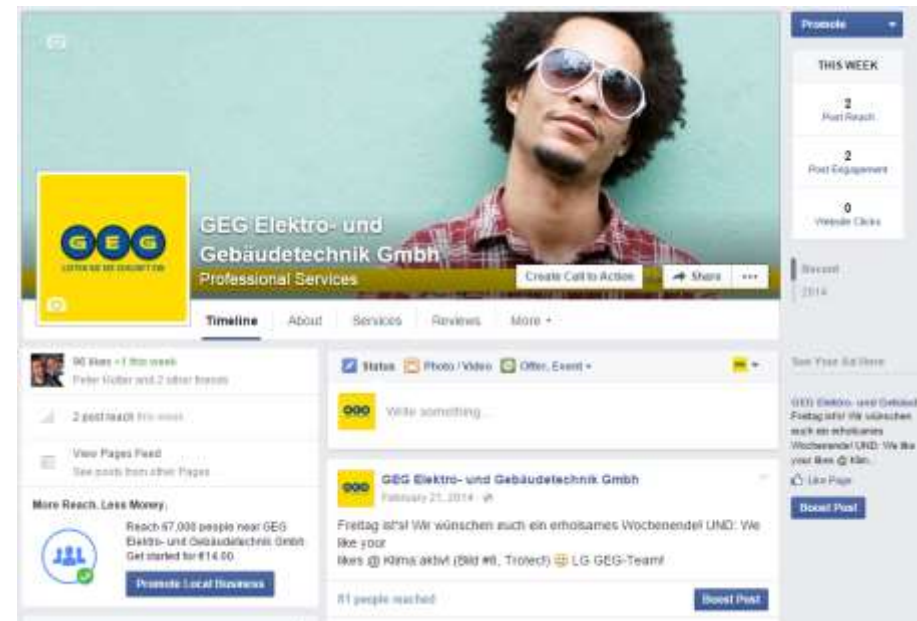 GEG
GEG Elektro- und
Gebäudetechnik Gmbh
Professional Services
Create Call to Action
Share
Timeline
About
Services
Reviews
More
Promote
THIS WEEK
2
Post Reach
2
Post Engagement
0
Website Clicks
Recent
2014
See Your Ad Here
GEG Elektro- und Gebäud
Freitag ist's! Wir wünschen
euch ein erholsames
Wochenende! UND: We like
your likes @ Klim...
Like Page
Boost Post
96 likes +1 this week
and 2 other friends
2 post reach this week
View Pages Feed
See posts from other Pages
More Reach, Less Money.
Reach 67,000 people near GEG
Elektro- und Gebäudetechnik Gmbh
Get started for €14.00.
Promote Local Business
Status
Photo / Video
Offer, Event +
GEG
Write something...
GEG
GEG Elektro- und Gebäudetechnik Gmbh
February 21, 2014
Freitag ist's! Wir wünschen euch ein erholsames Wochenende! UND: We
like your
likes @ Klima:aktiv! (Bild #6, Trotec!) LG GEG-Team!
81 people reached
Boost Post